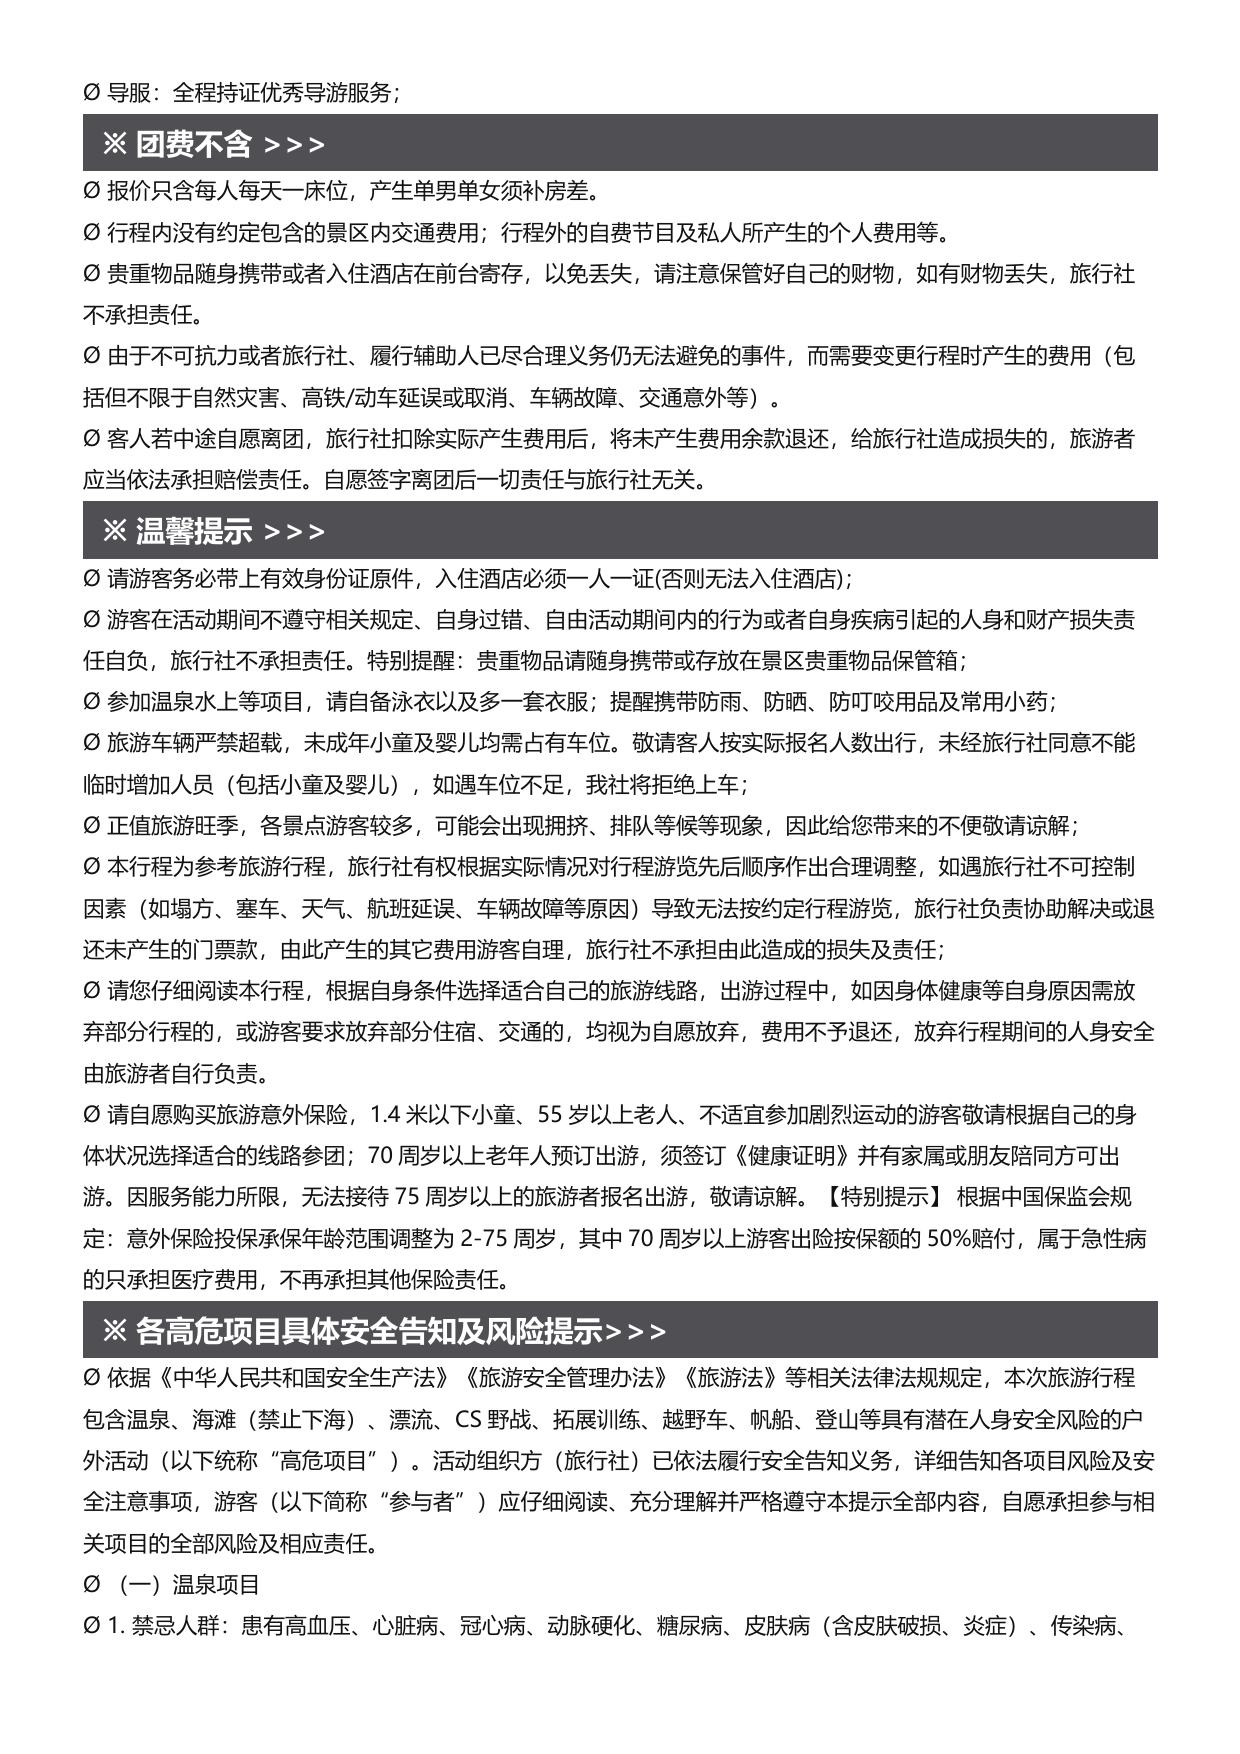 Ø 导服：全程持证优秀导游服务；
※ 团费不含 >>>
Ø 报价只含每人每天一床位，产生单男单女须补房差。
Ø 行程内没有约定包含的景区内交通费用；行程外的自费节目及私人所产生的个人费用等。
Ø 贵重物品随身携带或者入住酒店在前台寄存，以免丢失，请注意保管好自己的财物，如有财物丢失，旅行社
不承担责任。
Ø 由于不可抗力或者旅行社、履行辅助人已尽合理义务仍无法避免的事件，而需要变更行程时产生的费用（包
括但不限于自然灾害、高铁/动车延误或取消、车辆故障、交通意外等）。
Ø 客人若中途自愿离团，旅行社扣除实际产生费用后，将未产生费用余款退还，给旅行社造成损失的，旅游者
应当依法承担赔偿责任。自愿签字离团后一切责任与旅行社无关。
※ 温馨提示 >>>
Ø 请游客务必带上有效身份证原件，入住酒店必须一人一证(否则无法入住酒店)；
Ø 游客在活动期间不遵守相关规定、自身过错、自由活动期间内的行为或者自身疾病引起的人身和财产损失责
任自负，旅行社不承担责任。特别提醒：贵重物品请随身携带或存放在景区贵重物品保管箱；
Ø 参加温泉水上等项目，请自备泳衣以及多一套衣服；提醒携带防雨、防晒、防叮咬用品及常用小药；
Ø 旅游车辆严禁超载，未成年小童及婴儿均需占有车位。敬请客人按实际报名人数出行，未经旅行社同意不能
临时增加人员（包括小童及婴儿），如遇车位不足，我社将拒绝上车；
Ø 正值旅游旺季，各景点游客较多，可能会出现拥挤、排队等候等现象，因此给您带来的不便敬请谅解；
Ø 本行程为参考旅游行程，旅行社有权根据实际情况对行程游览先后顺序作出合理调整，如遇旅行社不可控制
因素（如塌方、塞车、天气、航班延误、车辆故障等原因）导致无法按约定行程游览，旅行社负责协助解决或退
还未产生的门票款，由此产生的其它费用游客自理，旅行社不承担由此造成的损失及责任；
Ø 请您仔细阅读本行程，根据自身条件选择适合自己的旅游线路，出游过程中，如因身体健康等自身原因需放
弃部分行程的，或游客要求放弃部分住宿、交通的，均视为自愿放弃，费用不予退还，放弃行程期间的人身安全
由旅游者自行负责。
Ø 请自愿购买旅游意外保险，1.4 米以下小童、55 岁以上老人、不适宜参加剧烈运动的游客敬请根据自己的身
体状况选择适合的线路参团；70 周岁以上老年人预订出游，须签订《健康证明》并有家属或朋友陪同方可出
游。因服务能力所限，无法接待 75 周岁以上的旅游者报名出游，敬请谅解。【特别提示】 根据中国保监会规
定：意外保险投保承保年龄范围调整为 2-75 周岁，其中 70 周岁以上游客出险按保额的 50%赔付，属于急性病
的只承担医疗费用，不再承担其他保险责任。
※ 各高危项目具体安全告知及风险提示>>>
Ø 依据《中华人民共和国安全生产法》《旅游安全管理办法》《旅游法》等相关法律法规规定，本次旅游行程
包含温泉、海滩（禁止下海）、漂流、CS 野战、拓展训练、越野车、帆船、登山等具有潜在人身安全风险的户
外活动（以下统称“高危项目”）。活动组织方（旅行社）已依法履行安全告知义务，详细告知各项目风险及安
全注意事项，游客（以下简称“参与者”）应仔细阅读、充分理解并严格遵守本提示全部内容，自愿承担参与相
关项目的全部风险及相应责任。
Ø （一）温泉项目
Ø 1. 禁忌人群：患有高血压、心脏病、冠心病、动脉硬化、糖尿病、皮肤病（含皮肤破损、炎症）、传染病、